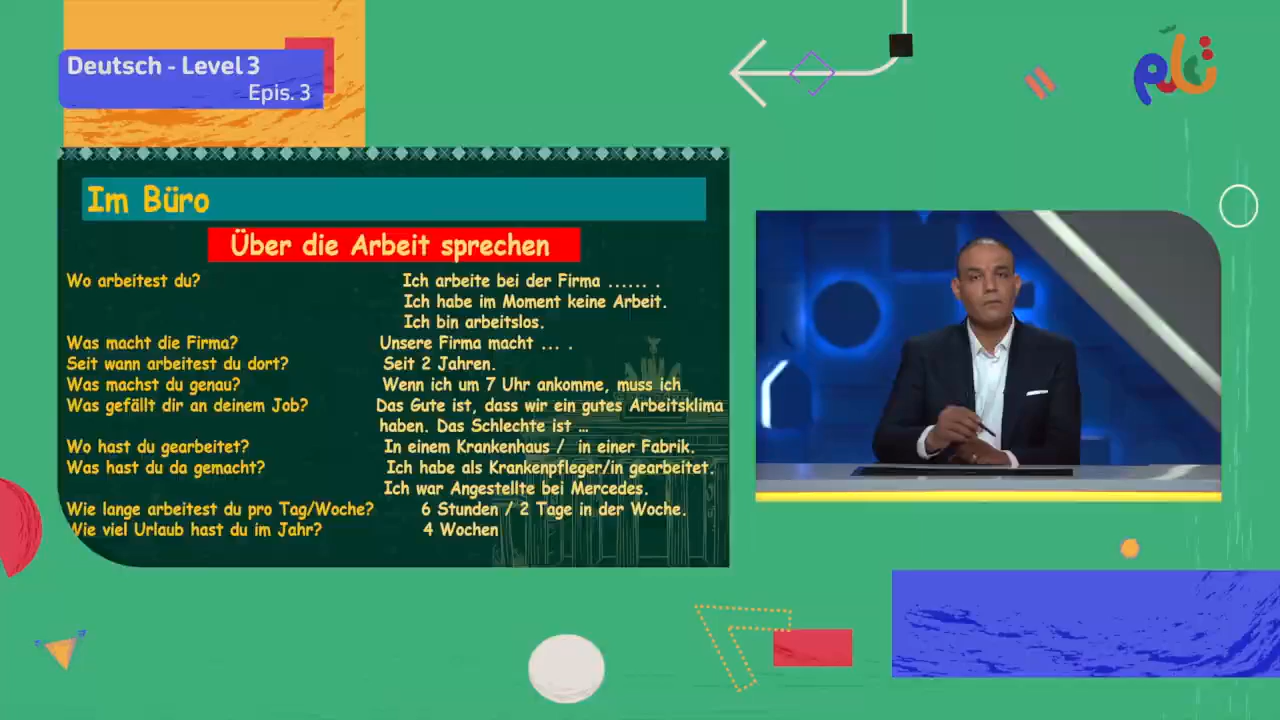 Deutsch - Level 3
Epis. 3
تعلم
Im Büro
Über die Arbeit sprechen
Wo arbeitest du? Ich arbeite bei der Firma ...... .
Ich habe im Moment keine Arbeit.
Ich bin arbeitslos.
Was macht die Firma? Unsere Firma macht ... .
Seit wann arbeitest du dort? Seit 2 Jahren.
Was machst du genau? Wenn ich um 7 Uhr ankomme, muss ich
Was gefällt dir an deinem Job? Das Gute ist, dass wir ein gutes Arbeitsklima
haben. Das Schlechte ist ...
Wo hast du gearbeitet? In einem Krankenhaus / in einer Fabrik.
Was hast du da gemacht? Ich habe als Krankenpfleger/in gearbeitet.
Ich war Angestellte bei Mercedes.
Wie lange arbeitest du pro Tag/Woche? 6 Stunden / 2 Tage in der Woche.
Wie viel Urlaub hast du im Jahr? 4 Wochen